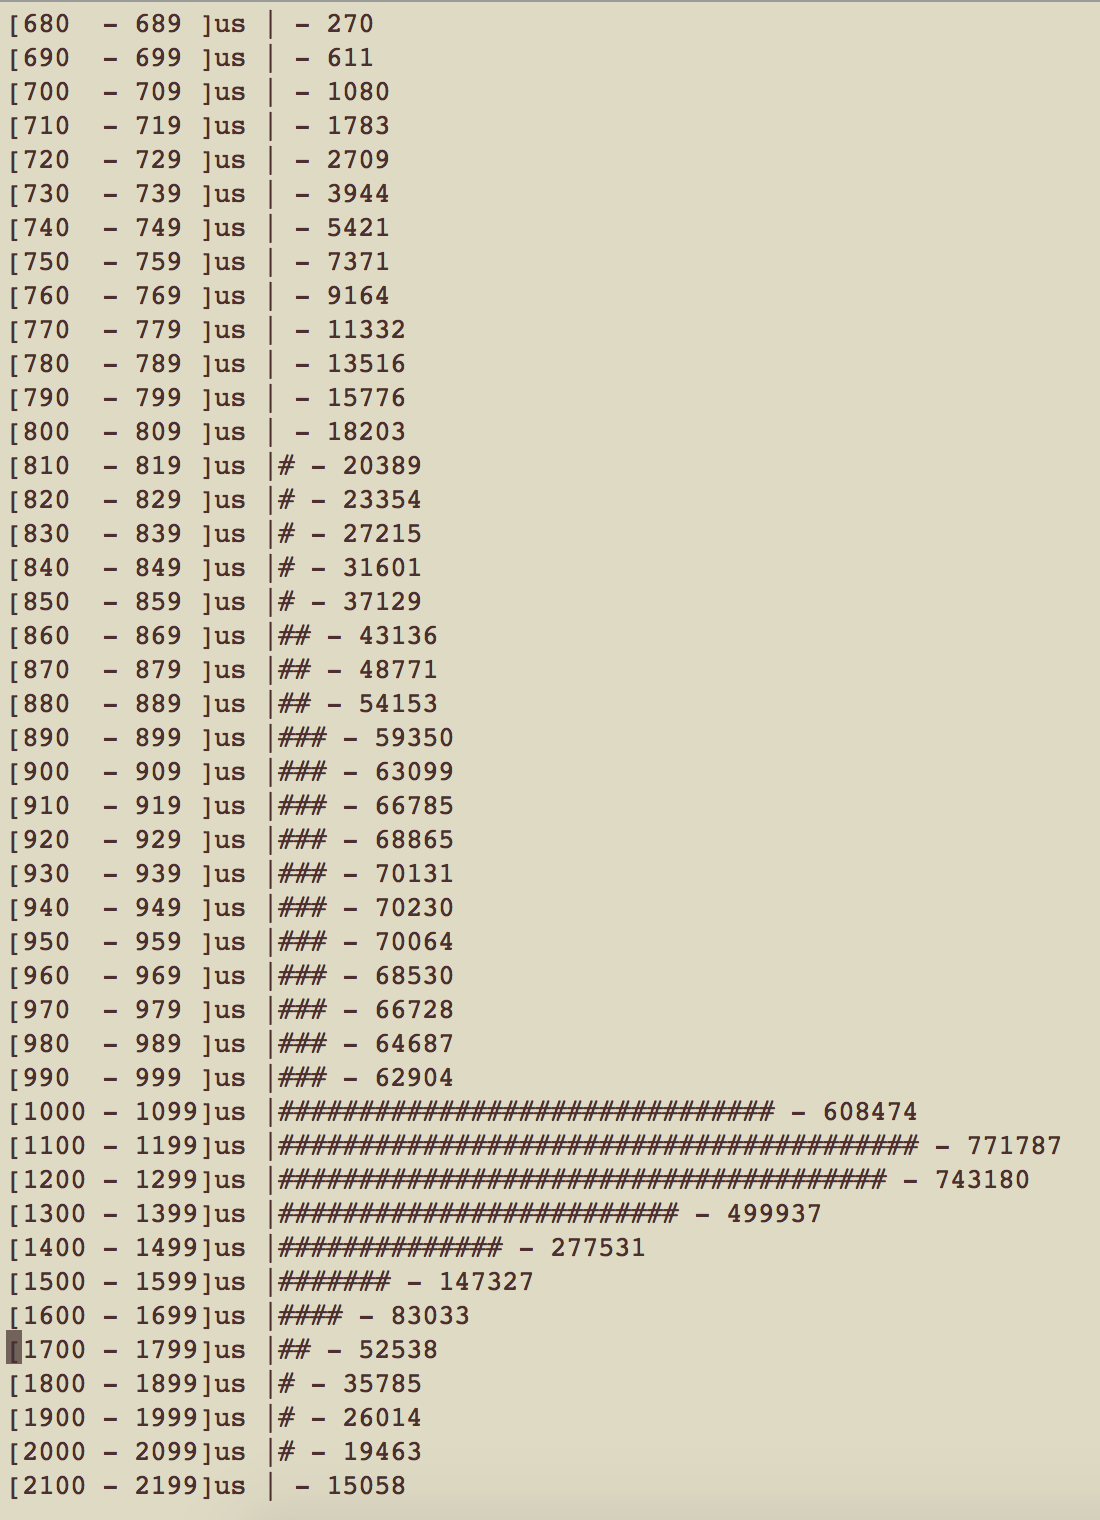 [680  - 689 ]us | - 270
[690  - 699 ]us | - 611
[700  - 709 ]us | - 1080
[710  - 719 ]us | - 1783
[720  - 729 ]us | - 2709
[730  - 739 ]us | - 3944
[740  - 749 ]us | - 5421
[750  - 759 ]us | - 7371
[760  - 769 ]us | - 9164
[770  - 779 ]us | - 11332
[780  - 789 ]us | - 13516
[790  - 799 ]us | - 15776
[800  - 809 ]us | - 18203
[810  - 819 ]us |# - 20389
[820  - 829 ]us |# - 23354
[830  - 839 ]us |# - 27215
[840  - 849 ]us |# - 31601
[850  - 859 ]us |# - 37129
[860  - 869 ]us |## - 43136
[870  - 879 ]us |## - 48771
[880  - 889 ]us |## - 54153
[890  - 899 ]us |### - 59350
[900  - 909 ]us |### - 63099
[910  - 919 ]us |### - 66785
[920  - 929 ]us |### - 68865
[930  - 939 ]us |### - 70131
[940  - 949 ]us |### - 70230
[950  - 959 ]us |### - 70064
[960  - 969 ]us |### - 68530
[970  - 979 ]us |### - 66728
[980  - 989 ]us |### - 64687
[990  - 999 ]us |### - 62904
[1000 - 1099]us |############################### - 608474
[1100 - 1199]us |######################################## - 771787
[1200 - 1299]us |###################################### - 743180
[1300 - 1399]us |######################### - 499937
[1400 - 1499]us |############## - 277531
[1500 - 1599]us |####### - 147327
[1600 - 1699]us |#### - 83033
[1700 - 1799]us |## - 52538
[1800 - 1899]us |# - 35785
[1900 - 1999]us |# - 26014
[2000 - 2099]us |# - 19463
[2100 - 2199]us | - 15058